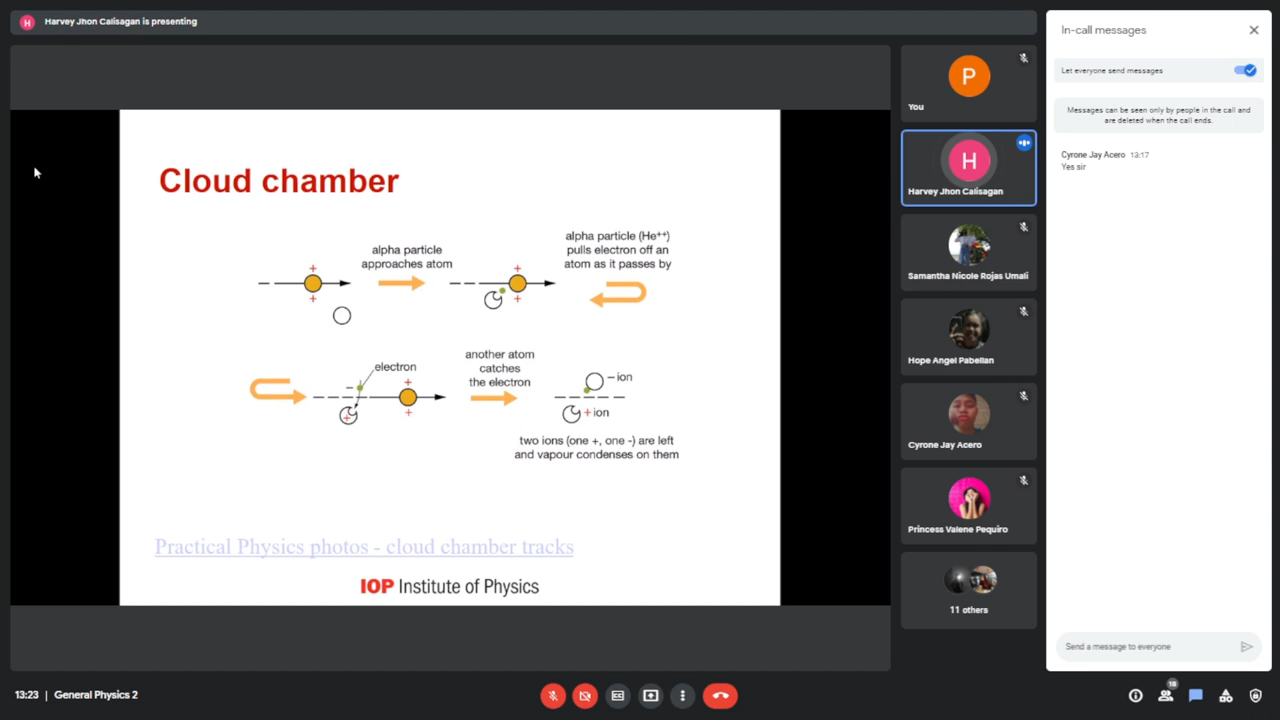 H
Harvey Jhon Calisagan is presenting
Cloud chamber
alpha particle
approaches atom
alpha particle (He⁺⁺)
pulls electron off an
atom as it passes by
+
+
+
+
electron
another atom
catches
the electron
−
+
+
+
− ion
+ ion
two ions (one +, one -) are left
and vapour condenses on them
Practical Physics photos - cloud chamber tracks
IOP Institute of Physics
P
You
H
Harvey Jhon Calisagan
Samantha Nicole Rojas Umali
Hope Angel Pabellan
Cyrone Jay Acero
Princess Valene Pequiro
11 others
In-call messages
Let everyone send messages
Messages can be seen only by people in the call and
are deleted when the call ends.
Cyrone Jay Acero 13:17
Yes sir
Send a message to everyone
13:23 | General Physics 2
18